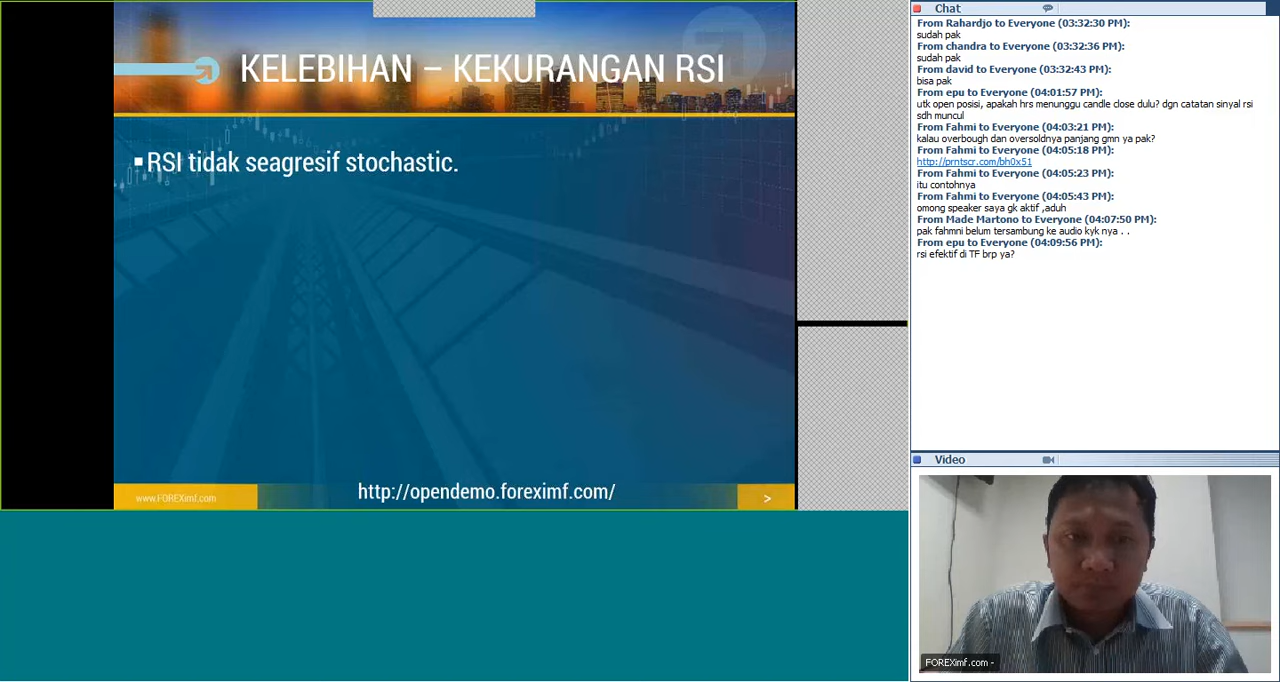 KELEBIHAN – KEKURANGAN RSI
RSI tidak seagresif stochastic.
www.FOREXimf.com
http://opendemo.foreximf.com/
>
Chat
From Rahardjo to Everyone (03:32:30 PM):
sudah pak
From chandra to Everyone (03:32:36 PM):
sudah pak
From david to Everyone (03:32:43 PM):
bisa pak
From epu to Everyone (04:01:57 PM):
utk open posisi, apakah hrs menunggu candle close dulu? dgn catatan sinyal rsi
sdh muncul
From Fahmi to Everyone (04:03:21 PM):
kalau overbough dan oversoldnya panjang gmn ya pak?
From Fahmi to Everyone (04:05:18 PM):
http://prntscr.com/bh0x51
From Fahmi to Everyone (04:05:23 PM):
itu contohnya
From Fahmi to Everyone (04:05:43 PM):
omong speaker saya gk aktif ,aduh
From Made Martono to Everyone (04:07:50 PM):
pak fahmni belum tersambung ke audio kyk nya . .
From epu to Everyone (04:09:56 PM):
rsi efektif di TF brp ya?
Video
FOREXimf.com -